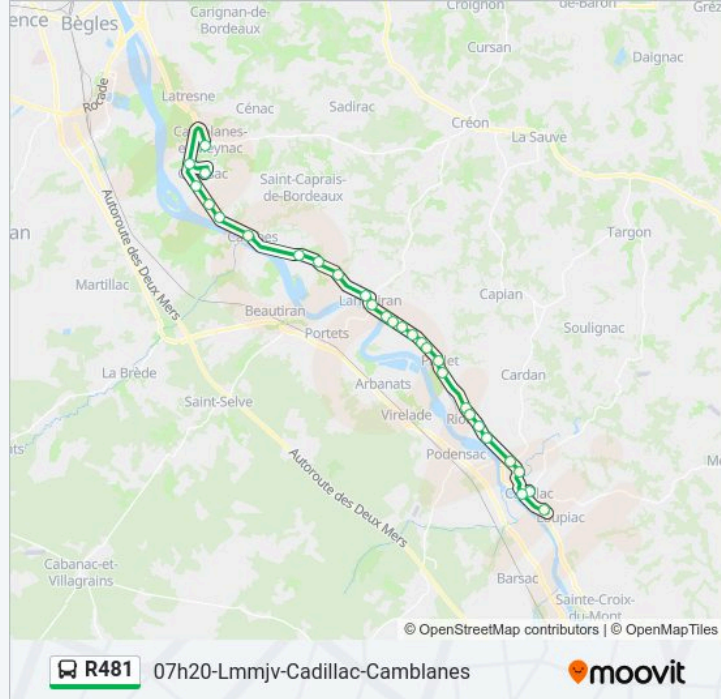 Carignan-de-
Bordeaux
Croignon
de-Baron
ence
Bègles
Cursan
Daignac
Latresne
Cénac
Sadirac
Rocade
Créon
La Sauve
Saint-Caprais-
de-Bordeaux
Autoroute des Deux Mers
Targon
Martillac
Capian
Beautiran
Soulignac
Portets
La Brède
Arbanats
Cardan
Saint-Selve
Virelade
Podensac
Autoroute des Deux Mers
Cabanac-et-
Villagrains
Barsac
Sainte-Croix-
du-Mont
© OpenStreetMap contributors | © OpenMapTiles
R481
07h20-Lmmjv-Cadillac-Camblanes
moovit